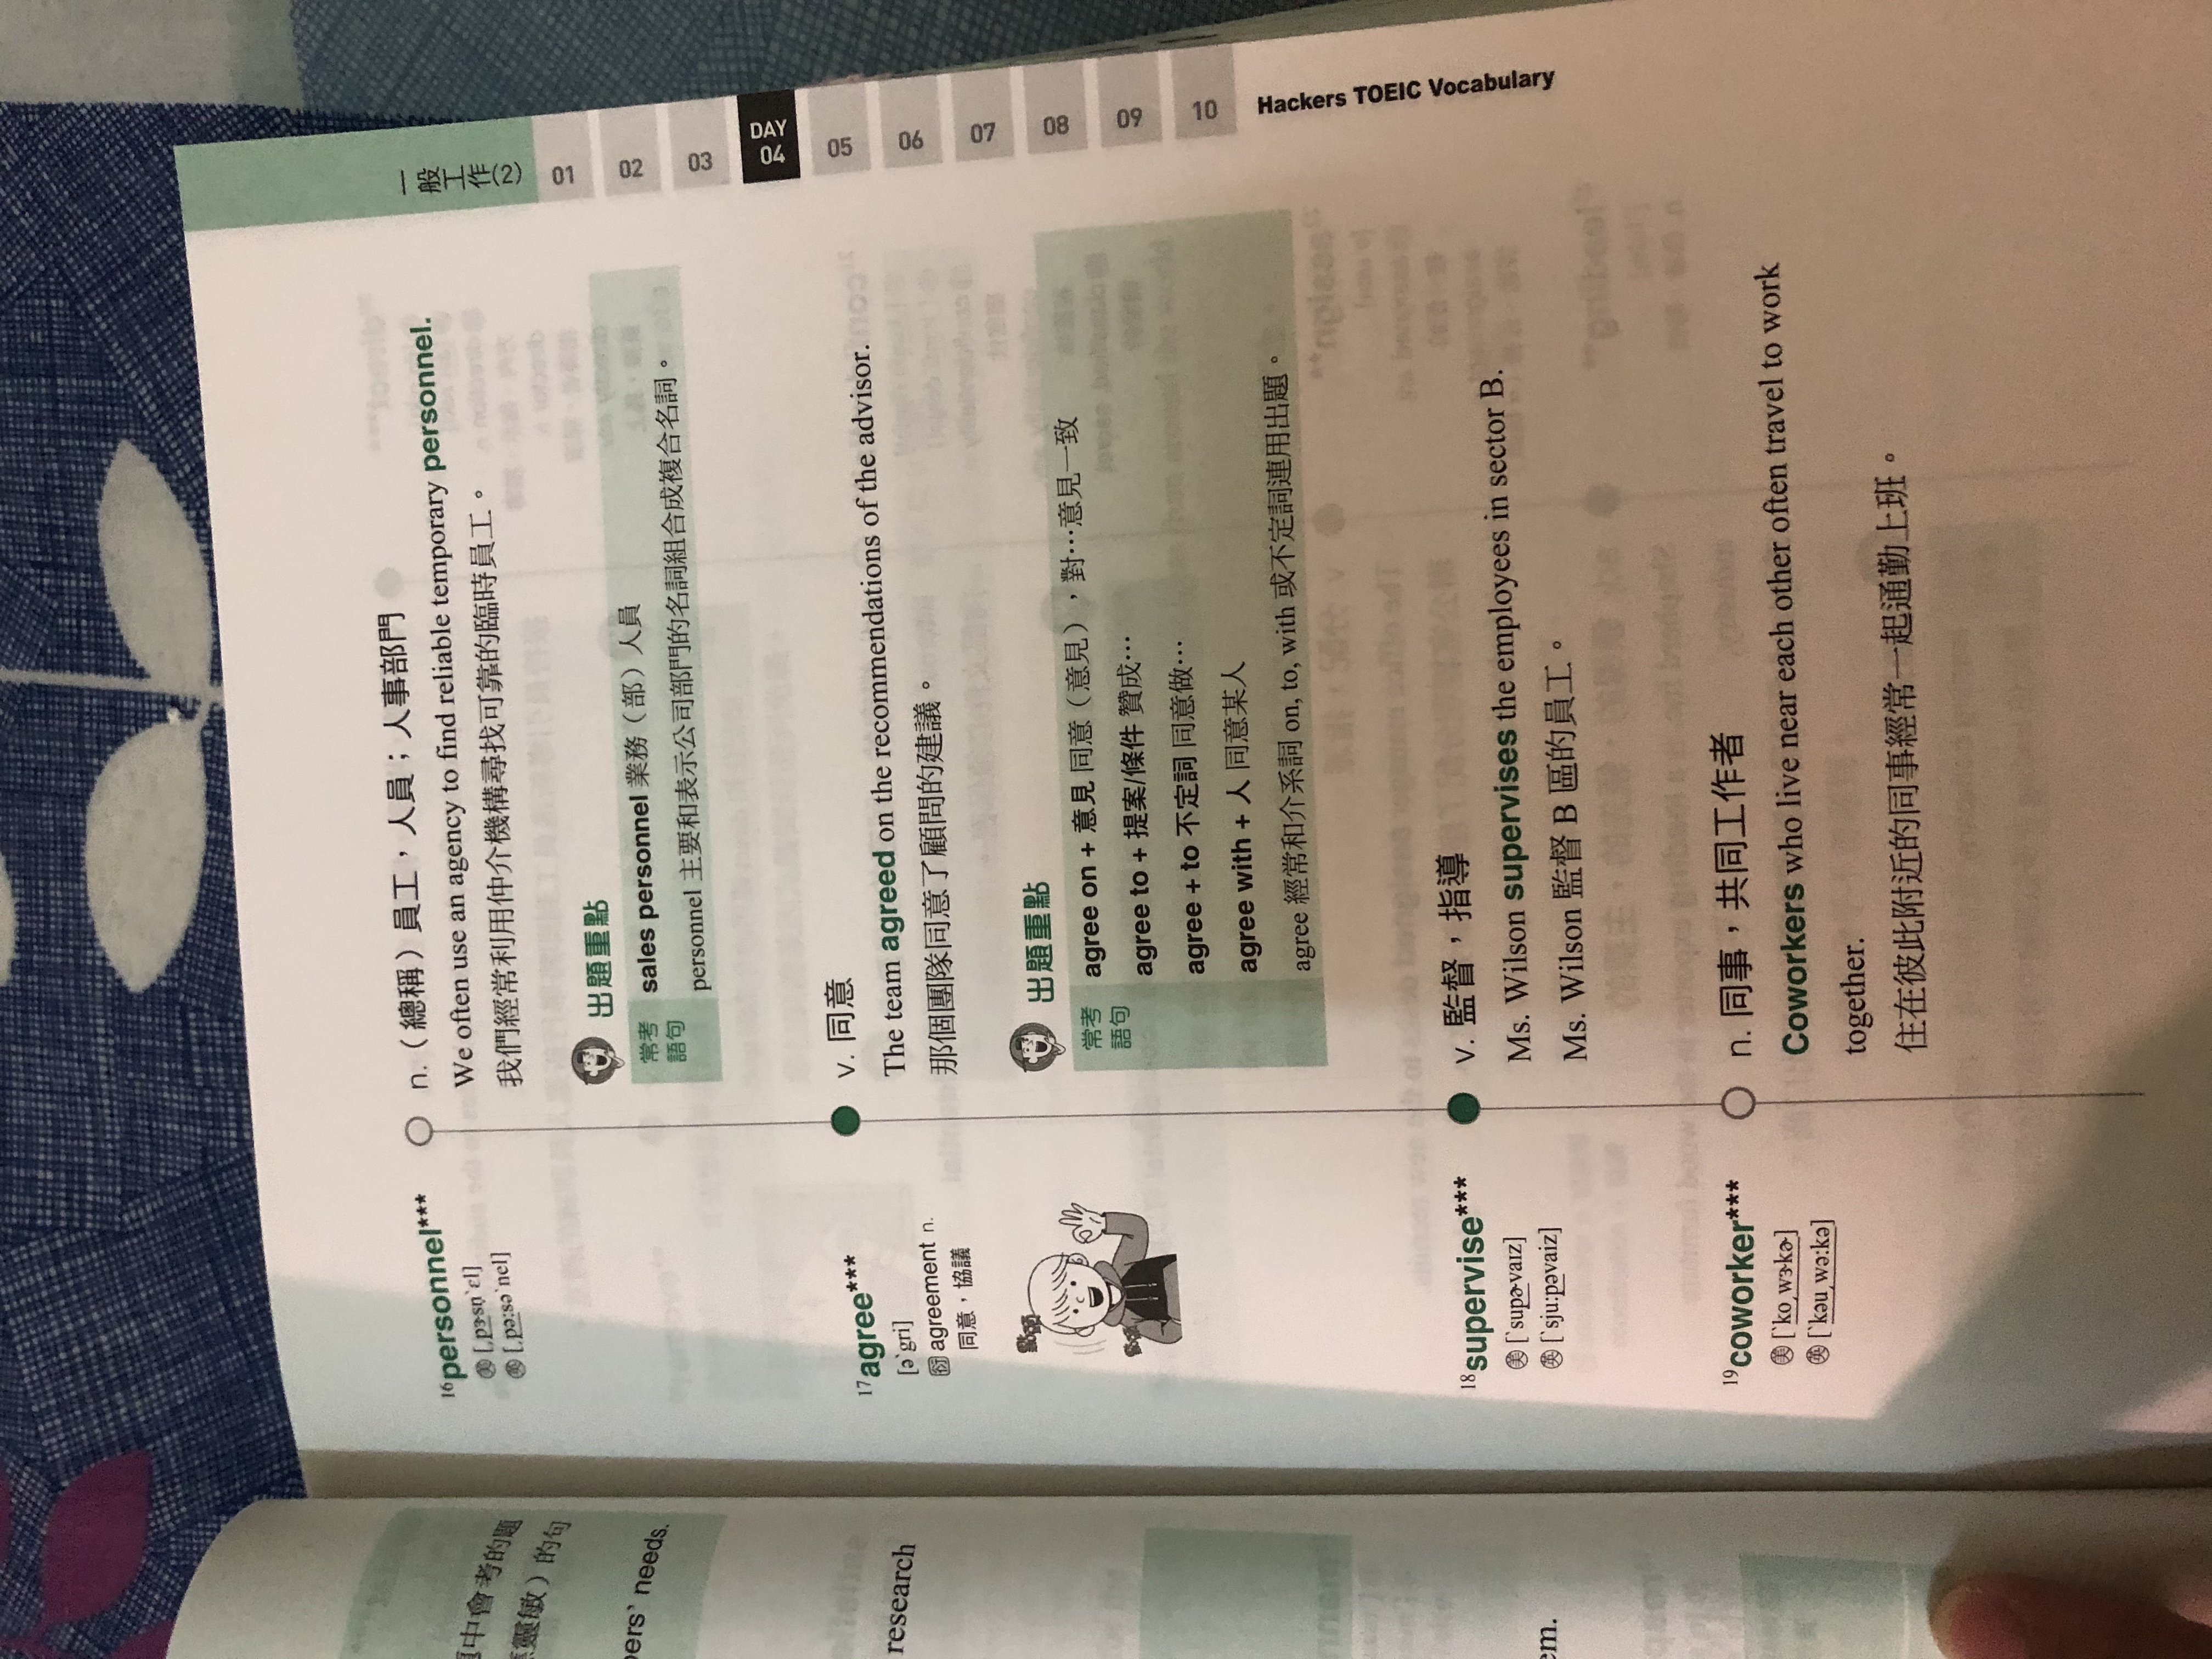 題中會考的題
靈敏）的句
pers' needs.
research
em.
16personnel***
美 [ˌpɝsṇˋɛl]
英 [ˌpə:səˋnel]
n.（總稱）員工，人員；人事部門
We often use an agency to find reliable temporary personnel.
我們經常利用仲介機構尋找可靠的臨時員工。
出題重點
常考
語句
sales personnel 業務（部）人員
personnel 主要和表示公司部門的名詞組合成複合名詞。
17agree***
[əˋgri]
衍 agreement n.
同意，協議
v. 同意
The team agreed on the recommendations of the advisor.
那個團隊同意了顧問的建議。
出題重點
常考
語句
agree on + 意見 同意（意見），對…意見一致
agree to + 提案/條件 贊成…
agree + to 不定詞 同意做…
agree with + 人 同意某人
agree 經常和介系詞 on, to, with 或不定詞連用出題。
18supervise***
美 [ˋsupɚvaɪz]
英 [ˋsju:pəvaiz]
v. 監督，指導
Ms. Wilson supervises the employees in sector B.
Ms. Wilson 監督 B 區的員工。
19coworker***
美 [ˋkoˌwɝkɚ]
英 [ˋkəuˌwə:kə]
n. 同事，共同工作者
Coworkers who live near each other often travel to work
together.
住在彼此附近的同事經常一起通勤上班。
一般工作(2)
01
02
03
DAY
04
05
06
07
08
09
10
Hackers TOEIC Vocabulary